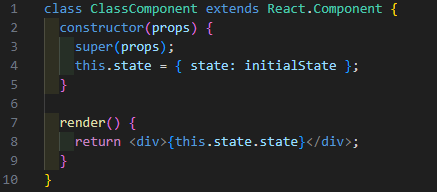 1 class ClassComponent extends React.Component {
2   constructor(props) {
3     super(props);
4     this.state = { state: initialState };
5   }
6
7   render() {
8     return <div>{this.state.state}</div>;
9   }
10 }